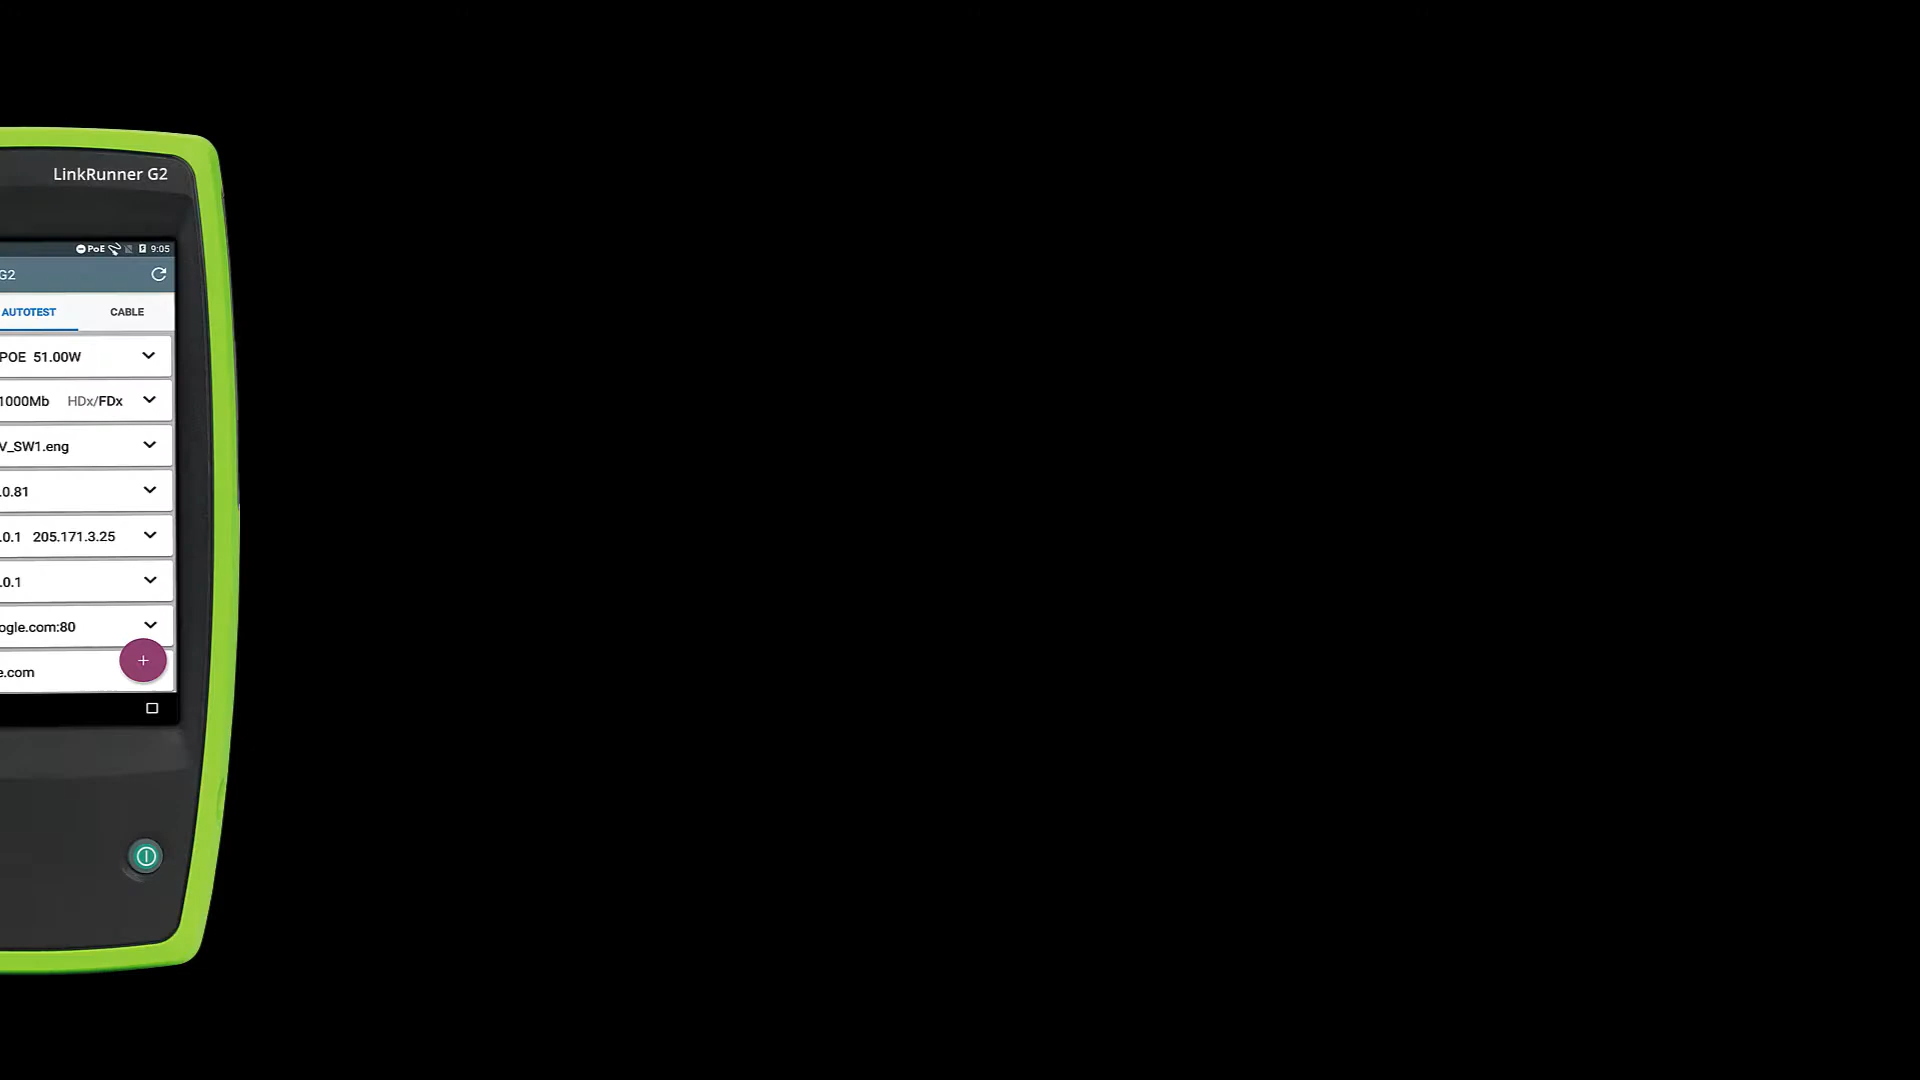 LinkRunner G2
PoE 9:05
G2
AUTOTEST CABLE
POE 51.00W
1000Mb HDx/FDx
V_SW1.eng
.0.81
.0.1 205.171.3.25
.0.1
ogle.com:80
e.com